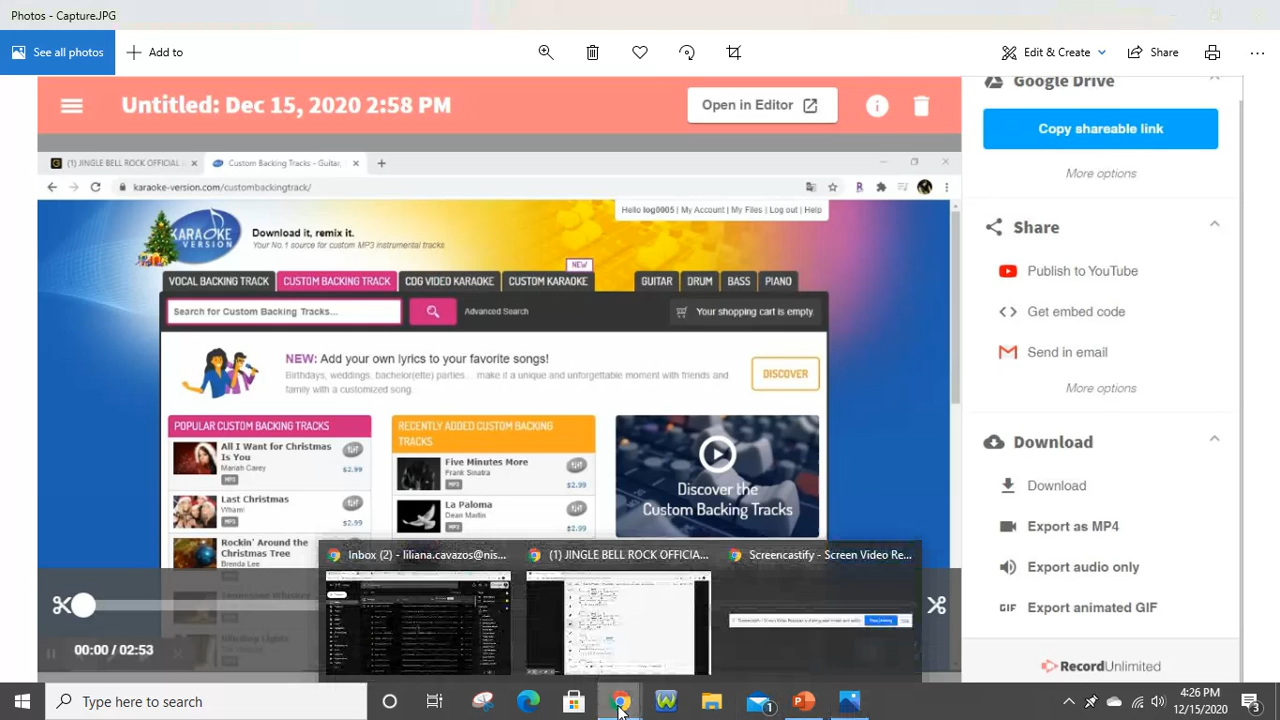 Photos - Capture.JPG
See all photos
Add to
Edit & Create
Share
Untitled: Dec 15, 2020 2:58 PM
Open in Editor
Google Drive
Copy shareable link
More options
Share
Publish to YouTube
Get embed code
Send in email
More options
Download
Download
Export as MP4
Export audio only
GIF
(1) JINGLE BELL ROCK OFFICIAL
Custom Backing Tracks - Guitar,
karaoke-version.com/custombackingtrack/
Hello log0005 | My Account | My Files | Log out | Help
KARAOKE VERSION
Download it, remix it.
Your No.1 source for custom MP3 instrumental tracks
NEW
VOCAL BACKING TRACK
CUSTOM BACKING TRACK
CDG VIDEO KARAOKE
CUSTOM KARAOKE
GUITAR
DRUM
BASS
PIANO
Search for Custom Backing Tracks...
Advanced Search
Your shopping cart is empty.
NEW: Add your own lyrics to your favorite songs!
Birthdays, weddings, bachelor(ette) parties... make it a unique and unforgettable moment with friends and
family with a customized song.
DISCOVER
POPULAR CUSTOM BACKING TRACKS
All I Want for Christmas
Is You
Mariah Carey
MP3
$2.99
Last Christmas
Wham!
MP3
$2.99
Rockin' Around the
Christmas Tree
Brenda Lee
RECENTLY ADDED CUSTOM BACKING
TRACKS
Five Minutes More
Frank Sinatra
MP3
$2.99
La Paloma
Dean Martin
MP3
$2.99
Discover the
Custom Backing Tracks
Inbox (2) - liliana.cavazos@nis...
(1) JINGLE BELL ROCK OFFICIA...
Screencastify - Screen Video Re...
02:53
Type here to search
1
4:26 PM
12/15/2020
3